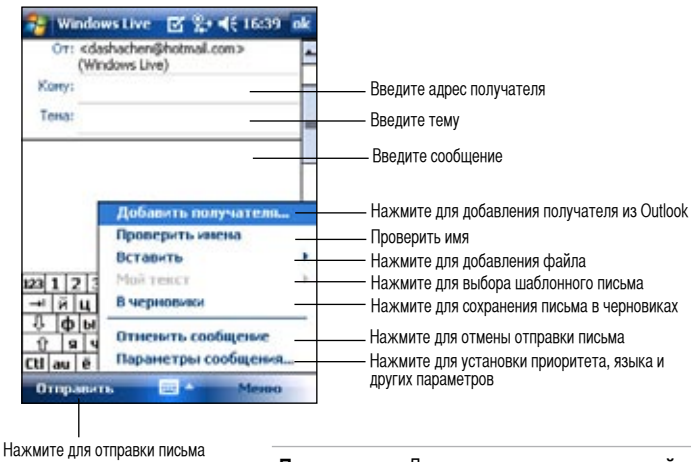 Windows Live 16:39 ok
От: <dashachen@hotmail.com>
(Windows Live)
Кому:
Тема:
Введите адрес получателя
Введите тему
Введите сообщение
Добавить получателя...
Проверить имена
Вставить
Мой текст
В черновики
Отменить сообщение
Параметры сообщения...
Нажмите для добавления получателя из Outlook
Проверить имя
Нажмите для добавления файла
Нажмите для выбора шаблонного письма
Нажмите для сохранения письма в черновиках
Нажмите для отмены отправки письма
Нажмите для установки приоритета, языка и
других параметров
123 1 2 3
й ц
ф ы
я ч
Ctl au ё
Отправить Меню
Нажмите для отправки письма